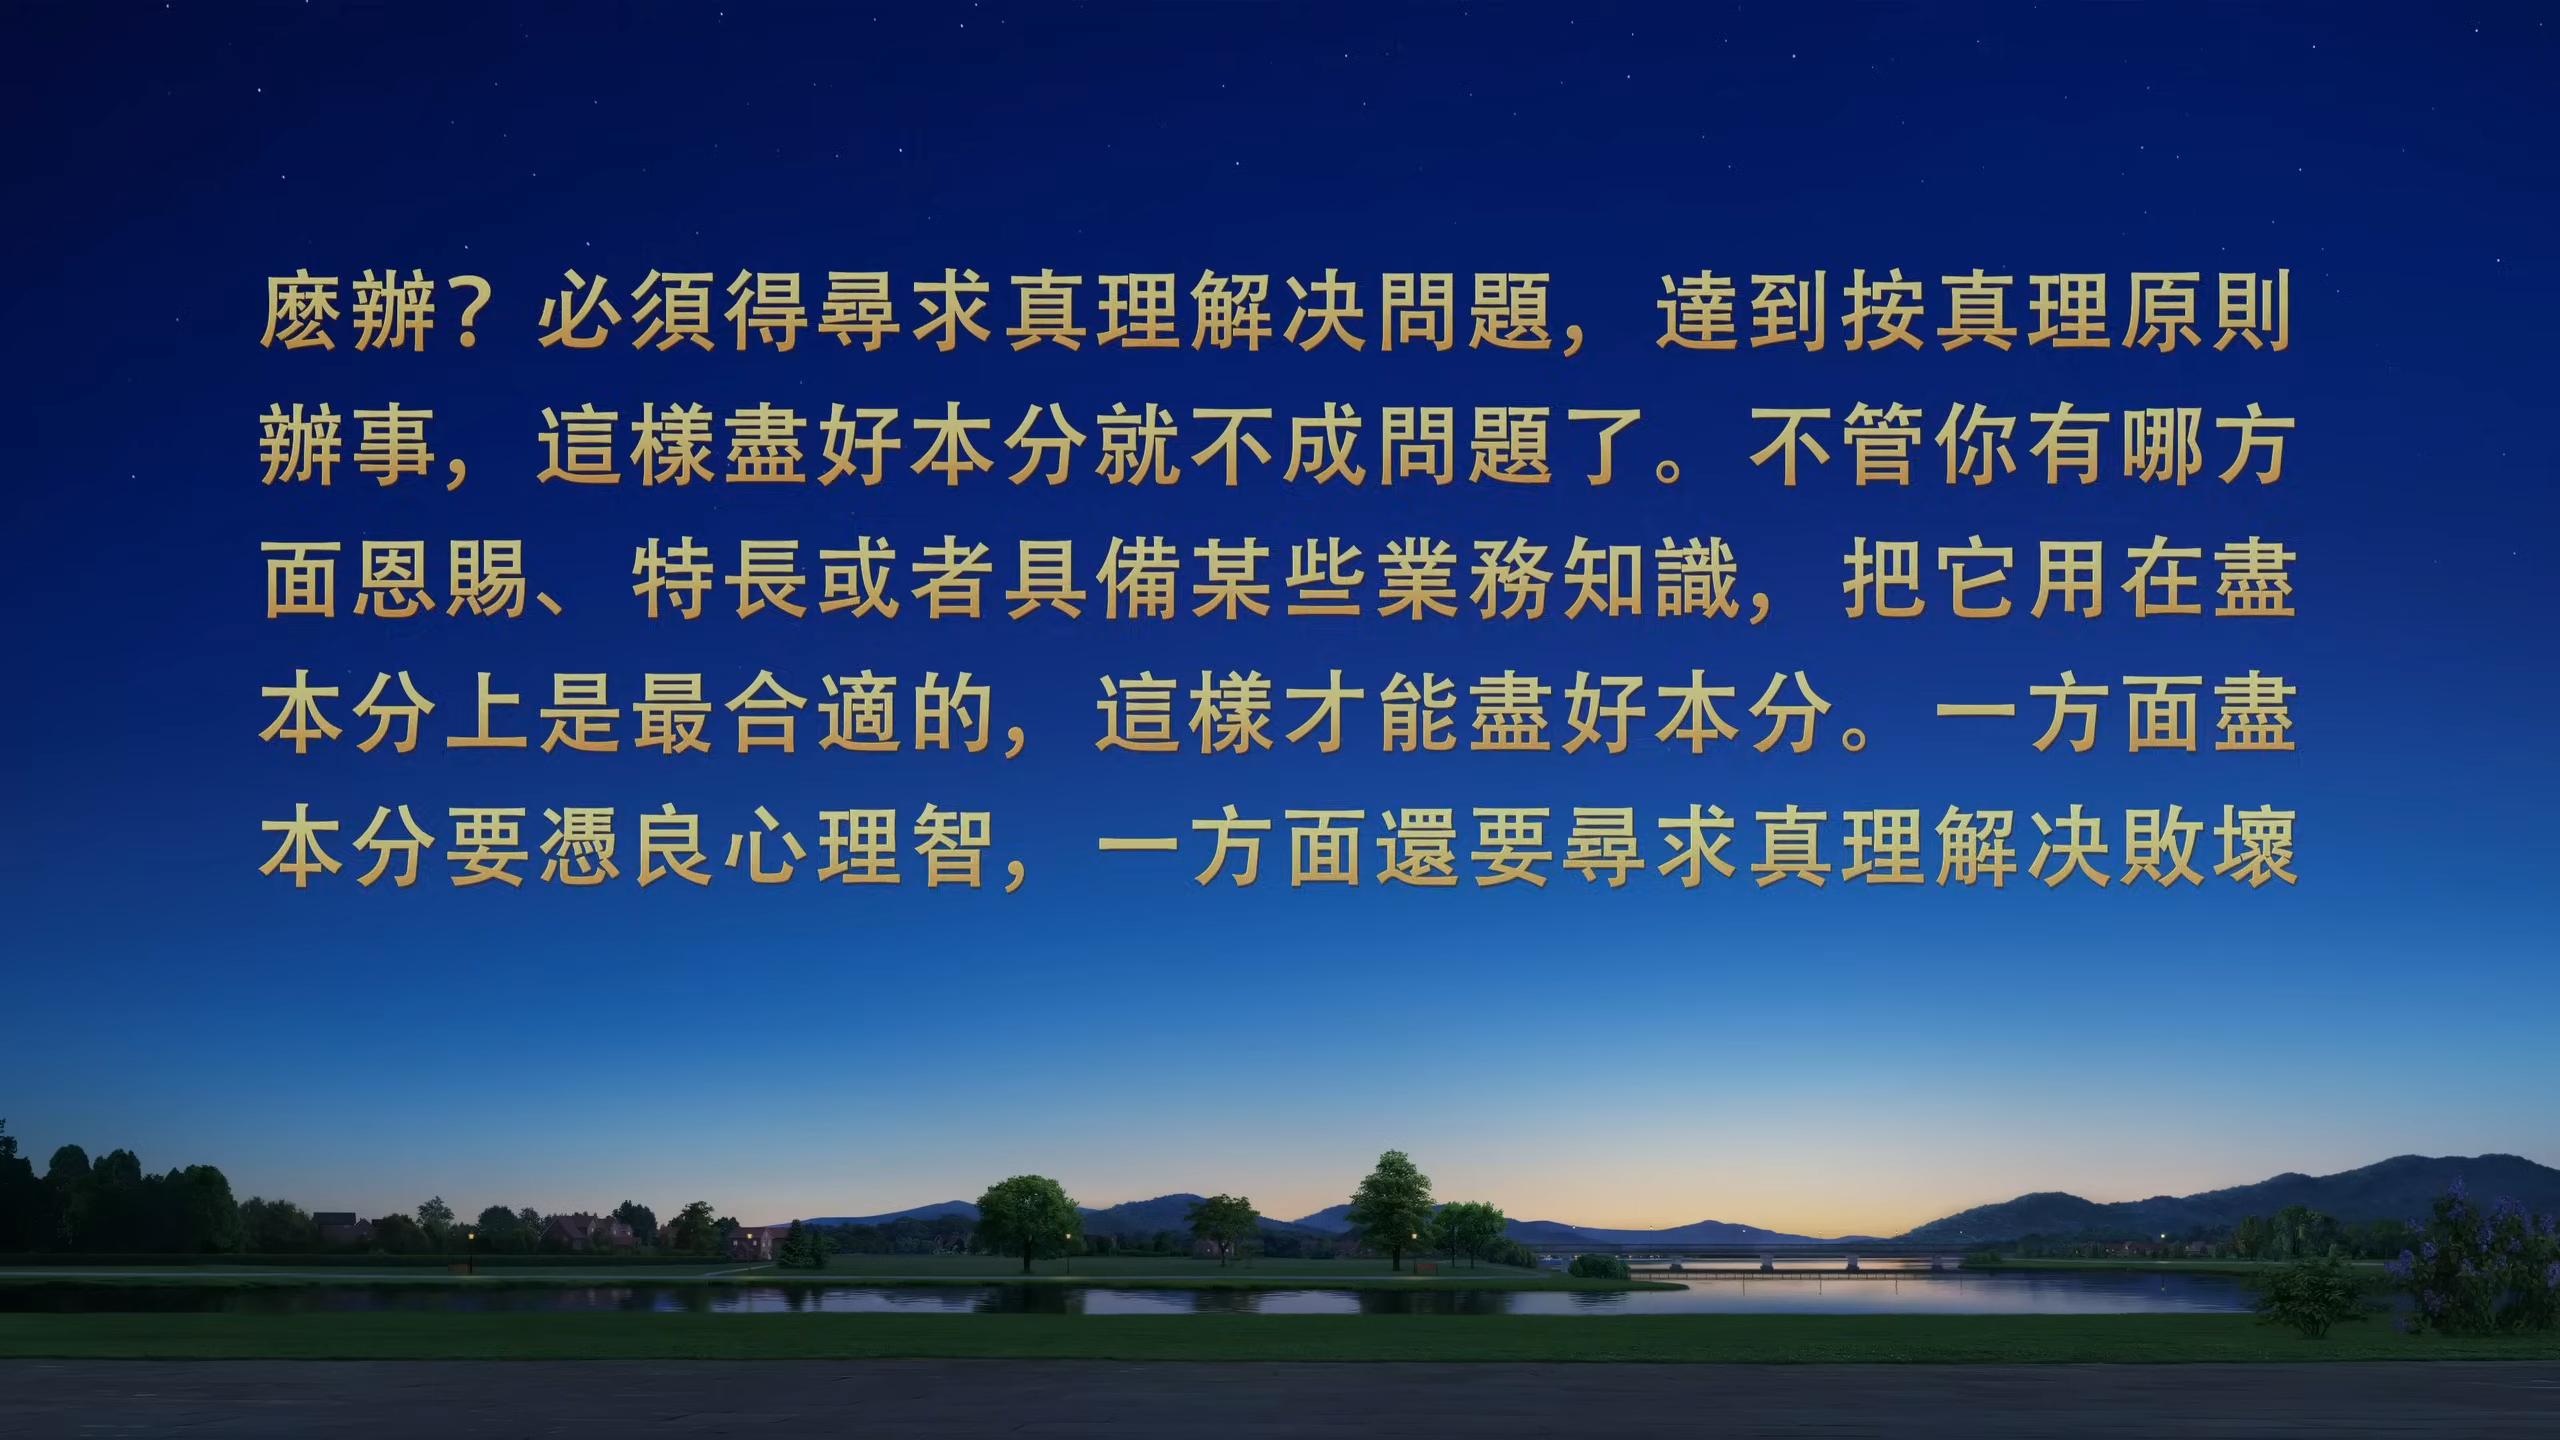 麽辦？必須得尋求真理解决問題，達到按真理原則
辦事，這樣盡好本分就不成問題了。不管你有哪方
面恩賜、特長或者具備某些業務知識，把它用在盡
本分上是最合適的，這樣才能盡好本分。一方面盡
本分要憑良心理智，一方面還要尋求真理解决敗壞